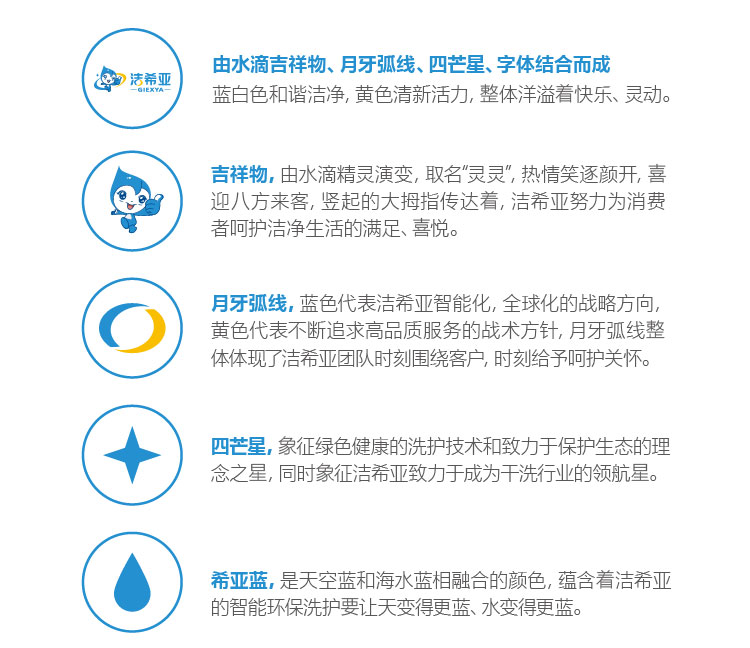 洁希亚
GIEXYA
由水滴吉祥物、月牙弧线、四芒星、字体结合而成
蓝白色和谐洁净, 黄色清新活力, 整体洋溢着快乐、灵动。
吉祥物, 由水滴精灵演变, 取名“灵灵”, 热情笑逐颜开, 喜
迎八方来客, 竖起的大拇指传达着, 洁希亚努力为消费
者呵护洁净生活的满足、喜悦。
月牙弧线, 蓝色代表洁希亚智能化, 全球化的战略方向,
黄色代表不断追求高品质服务的战术方针, 月牙弧线整
体体现了洁希亚团队时刻围绕客户, 时刻给予呵护关怀。
四芒星, 象征绿色健康的洗护技术和致力于保护生态的理
念之星, 同时象征洁希亚致力于成为干洗行业的领航星。
希亚蓝, 是天空蓝和海水蓝相融合的颜色, 蕴含着洁希亚
的智能环保洗护要让天变得更蓝、水变得更蓝。